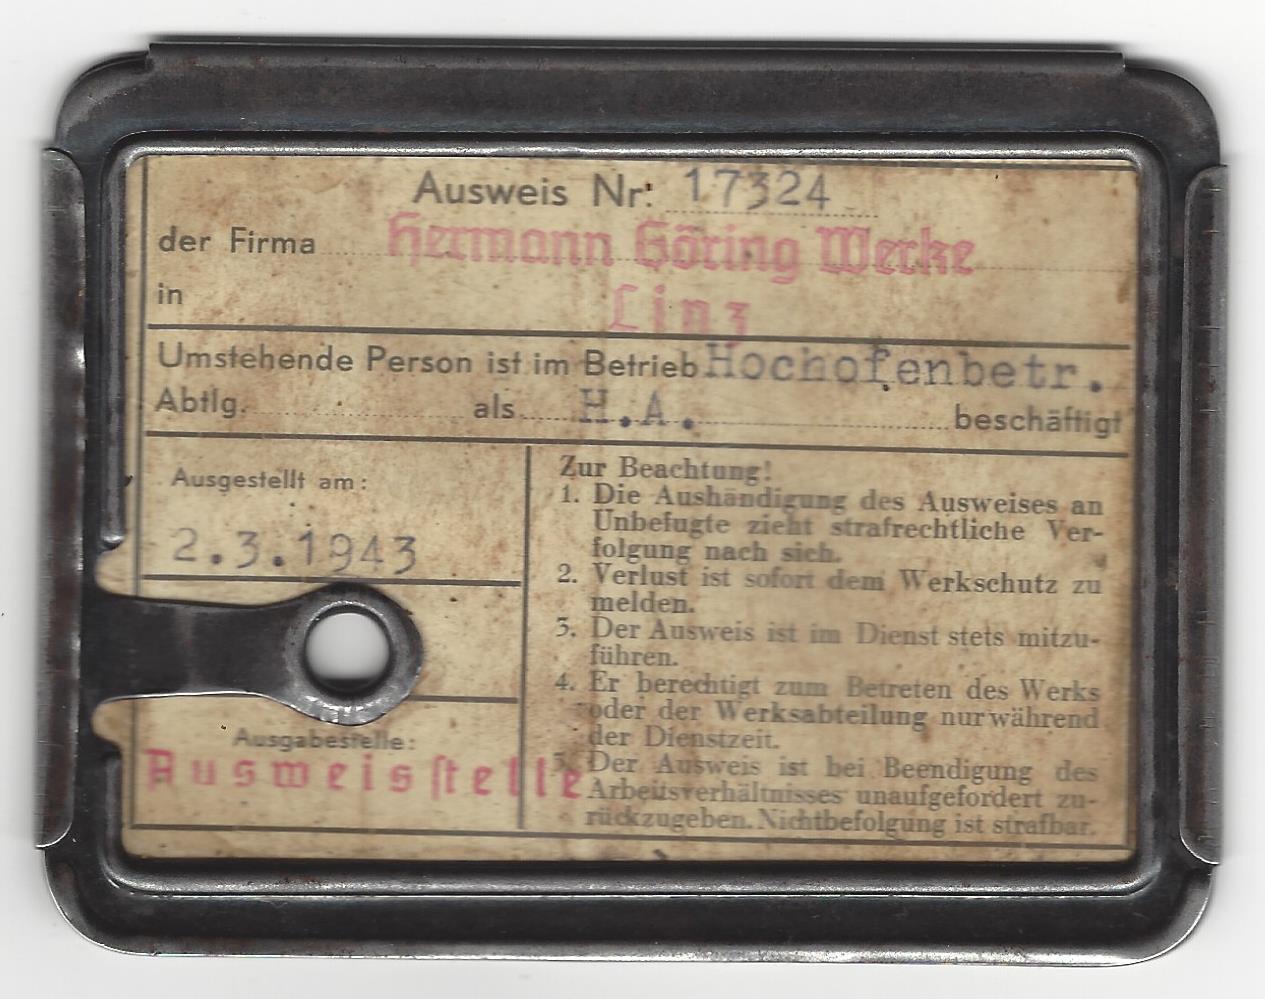 Ausweis Nr: 17324
der Firma Hermann Göring Werke
in Linz
Umstehende Person ist im Betrieb Hochofenbetr.
Abtlg. als H.A. beschäftigt
Ausgestellt am:
2.3.1943
Ausgabestelle:
Ausweisstelle
Zur Beachtung!
1. Die Aushändigung des Ausweises an
Unbefugte zieht strafrechtliche Ver-
folgung nach sich.
2. Verlust ist sofort dem Werkschutz zu
melden.
3. Der Ausweis ist im Dienst stets mitzu-
führen.
4. Er berechtigt zum Betreten des Werks
oder der Werksabteilung nur während
der Dienstzeit.
5. Der Ausweis ist bei Beendigung des
Arbeitsverhältnisses unaufgefordert zu-
rückzugeben. Nichtbefolgung ist strafbar.